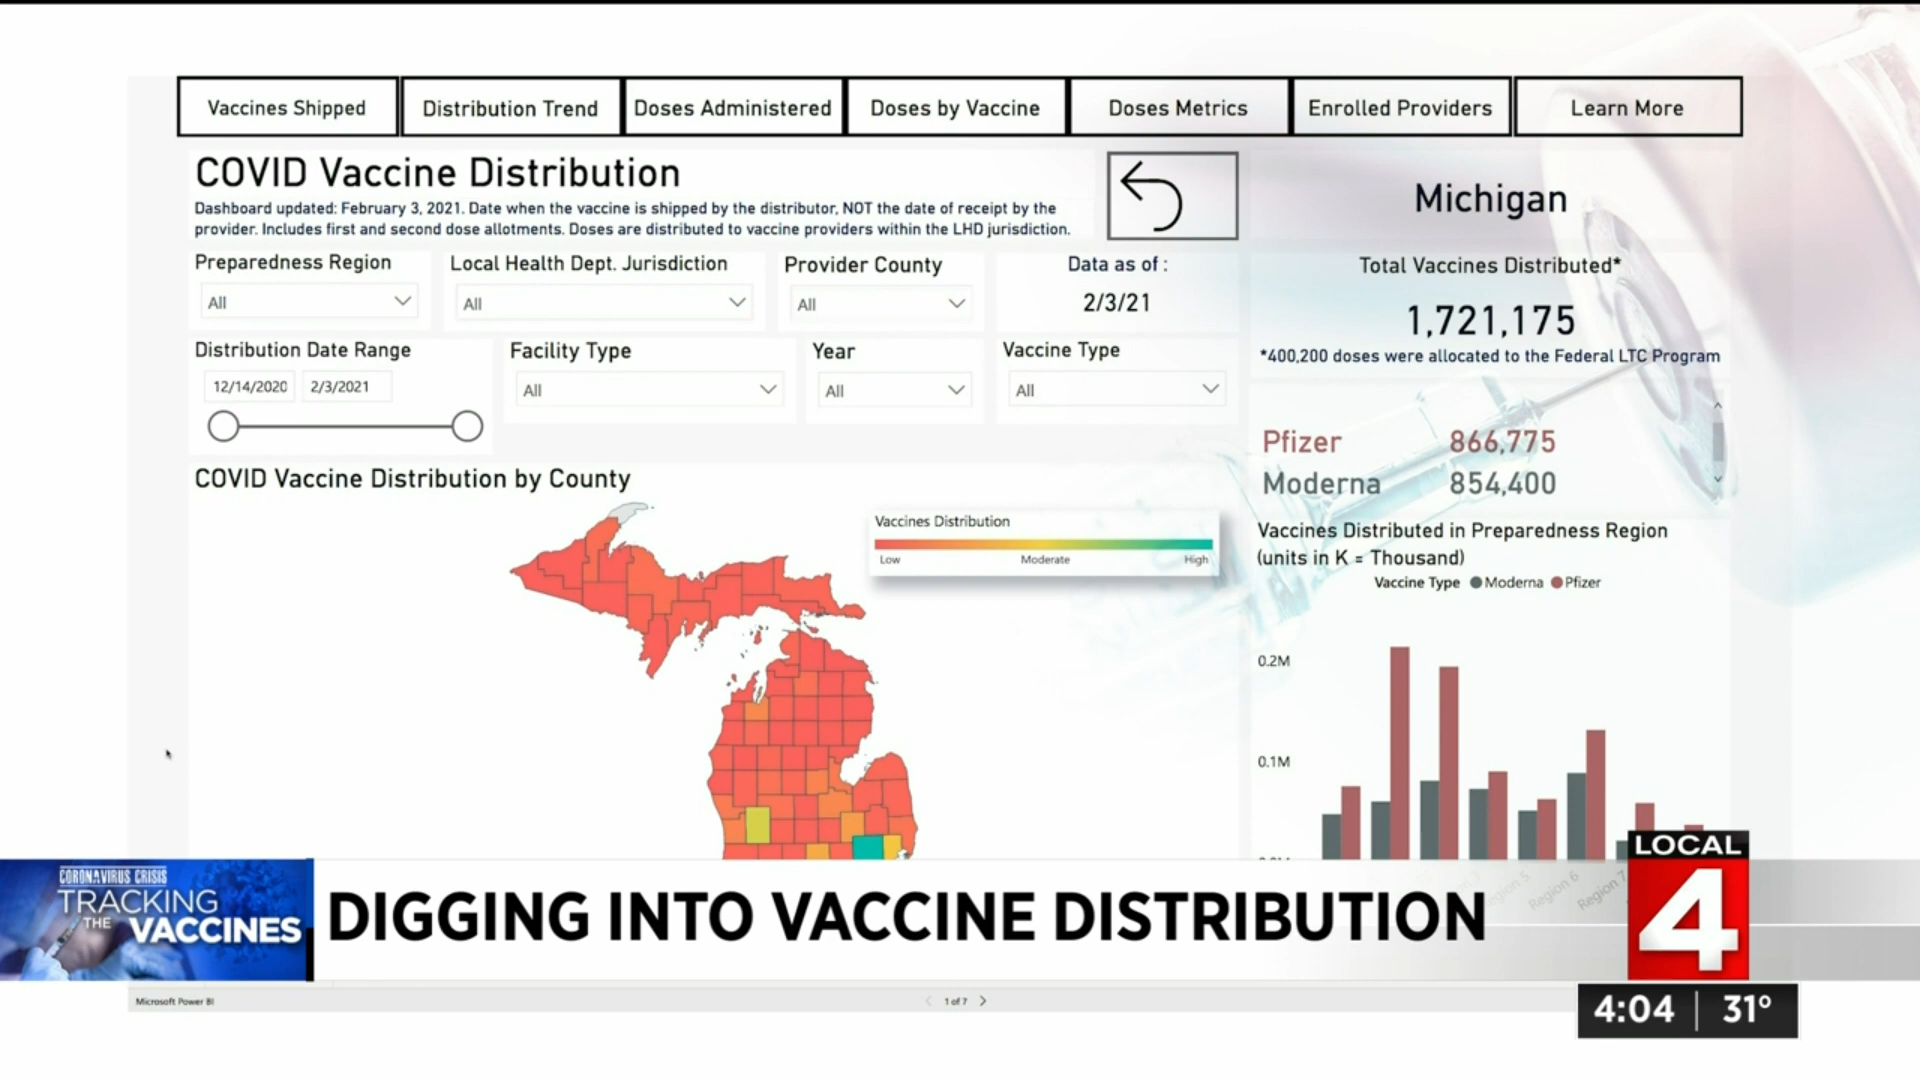 Vaccines Shipped
Distribution Trend
Doses Administered
Doses by Vaccine
Doses Metrics
Enrolled Providers
Learn More
COVID Vaccine Distribution
Dashboard updated: February 3, 2021. Date when the vaccine is shipped by the distributor, NOT the date of receipt by the
provider. Includes first and second dose allotments. Doses are distributed to vaccine providers within the LHD jurisdiction.
Michigan
Preparedness Region
All
Local Health Dept. Jurisdiction
All
Provider County
All
Data as of :
2/3/21
Total Vaccines Distributed*
1,721,175
*400,200 doses were allocated to the Federal LTC Program
Distribution Date Range
12/14/2020
2/3/2021
Facility Type
All
Year
All
Vaccine Type
All
Pfizer 866,775
Moderna 854,400
COVID Vaccine Distribution by County
Vaccines Distribution
Low
Moderate
High
Vaccines Distributed in Preparedness Region
(units in K = Thousand)
Vaccine Type Moderna Pfizer
0.2M
0.1M
Region 6
Region 7
CORONAVIRUS CRISIS
TRACKING
THE VACCINES
DIGGING INTO VACCINE DISTRIBUTION
LOCAL
4
Microsoft Power BI
1 of 7
4:04
31°